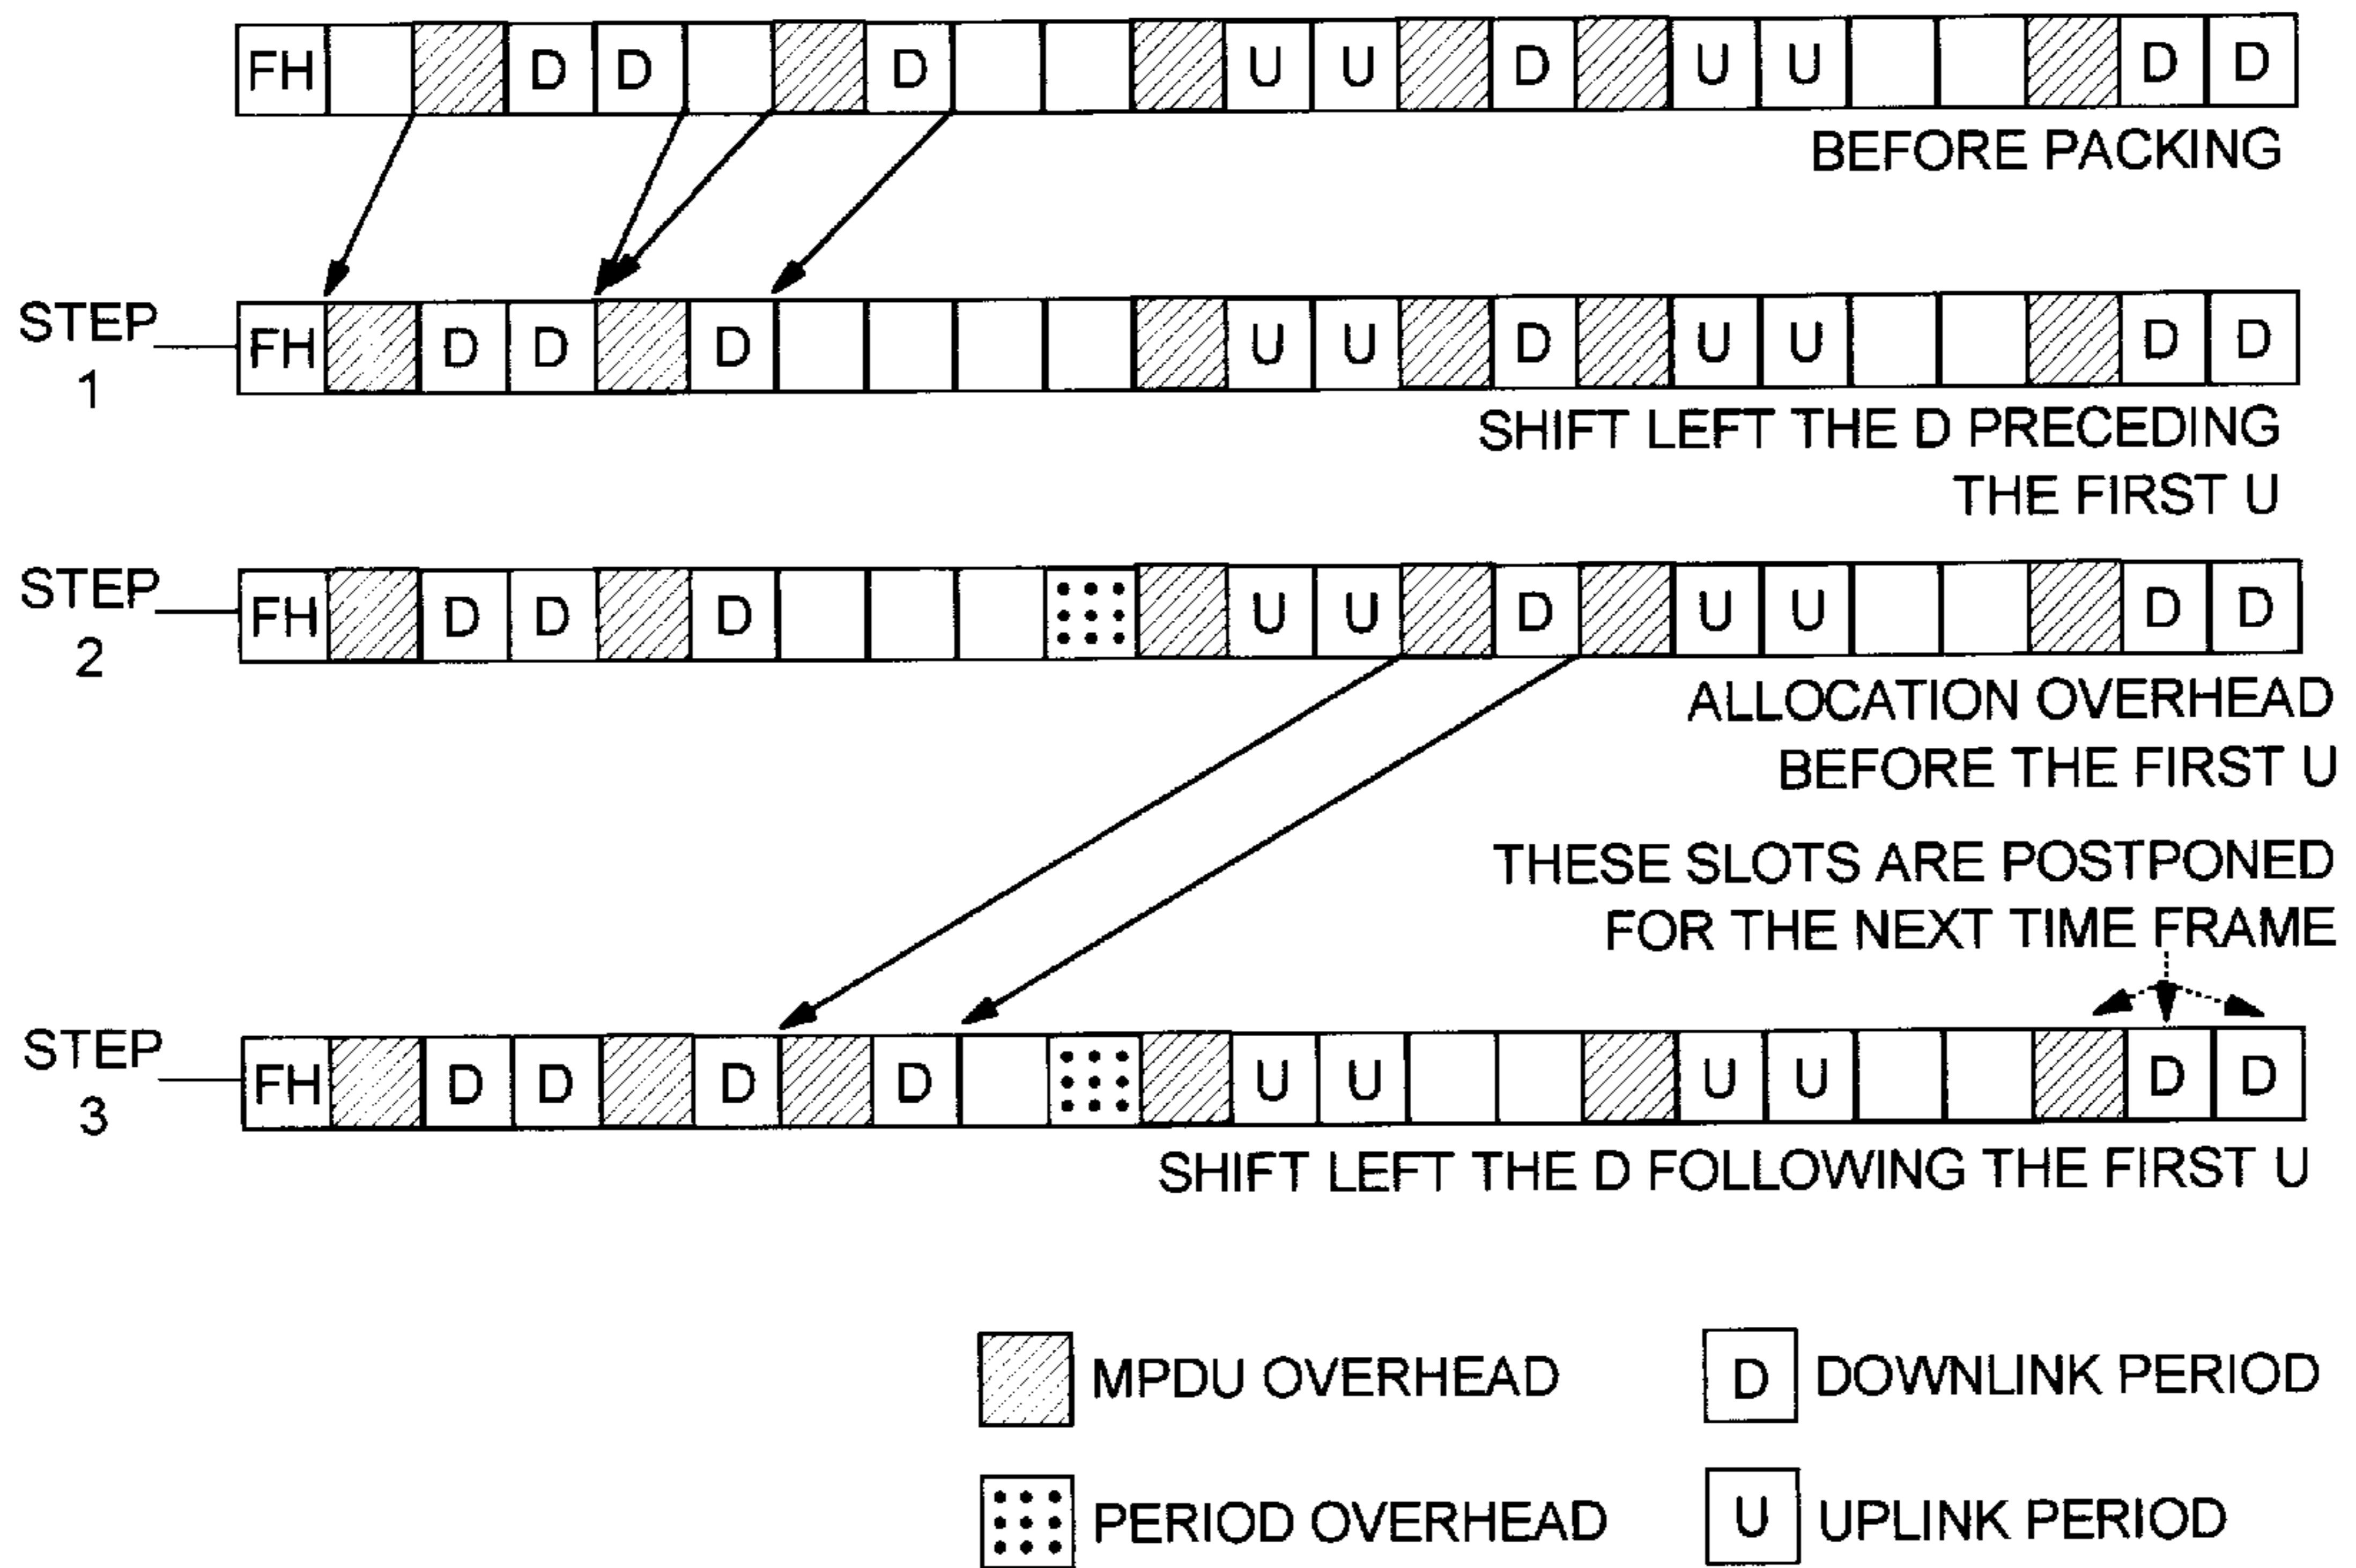 FH D D D U U D U U D D
BEFORE PACKING
STEP
1
FH D D D U U D U U D D
SHIFT LEFT THE D PRECEDING
THE FIRST U
STEP
2
FH D D D U U D U U D D
ALLOCATION OVERHEAD
BEFORE THE FIRST U
THESE SLOTS ARE POSTPONED
FOR THE NEXT TIME FRAME
STEP
3
FH D D D D U U U U D D
SHIFT LEFT THE D FOLLOWING THE FIRST U
MPDU OVERHEAD
D DOWNLINK PERIOD
PERIOD OVERHEAD
U UPLINK PERIOD